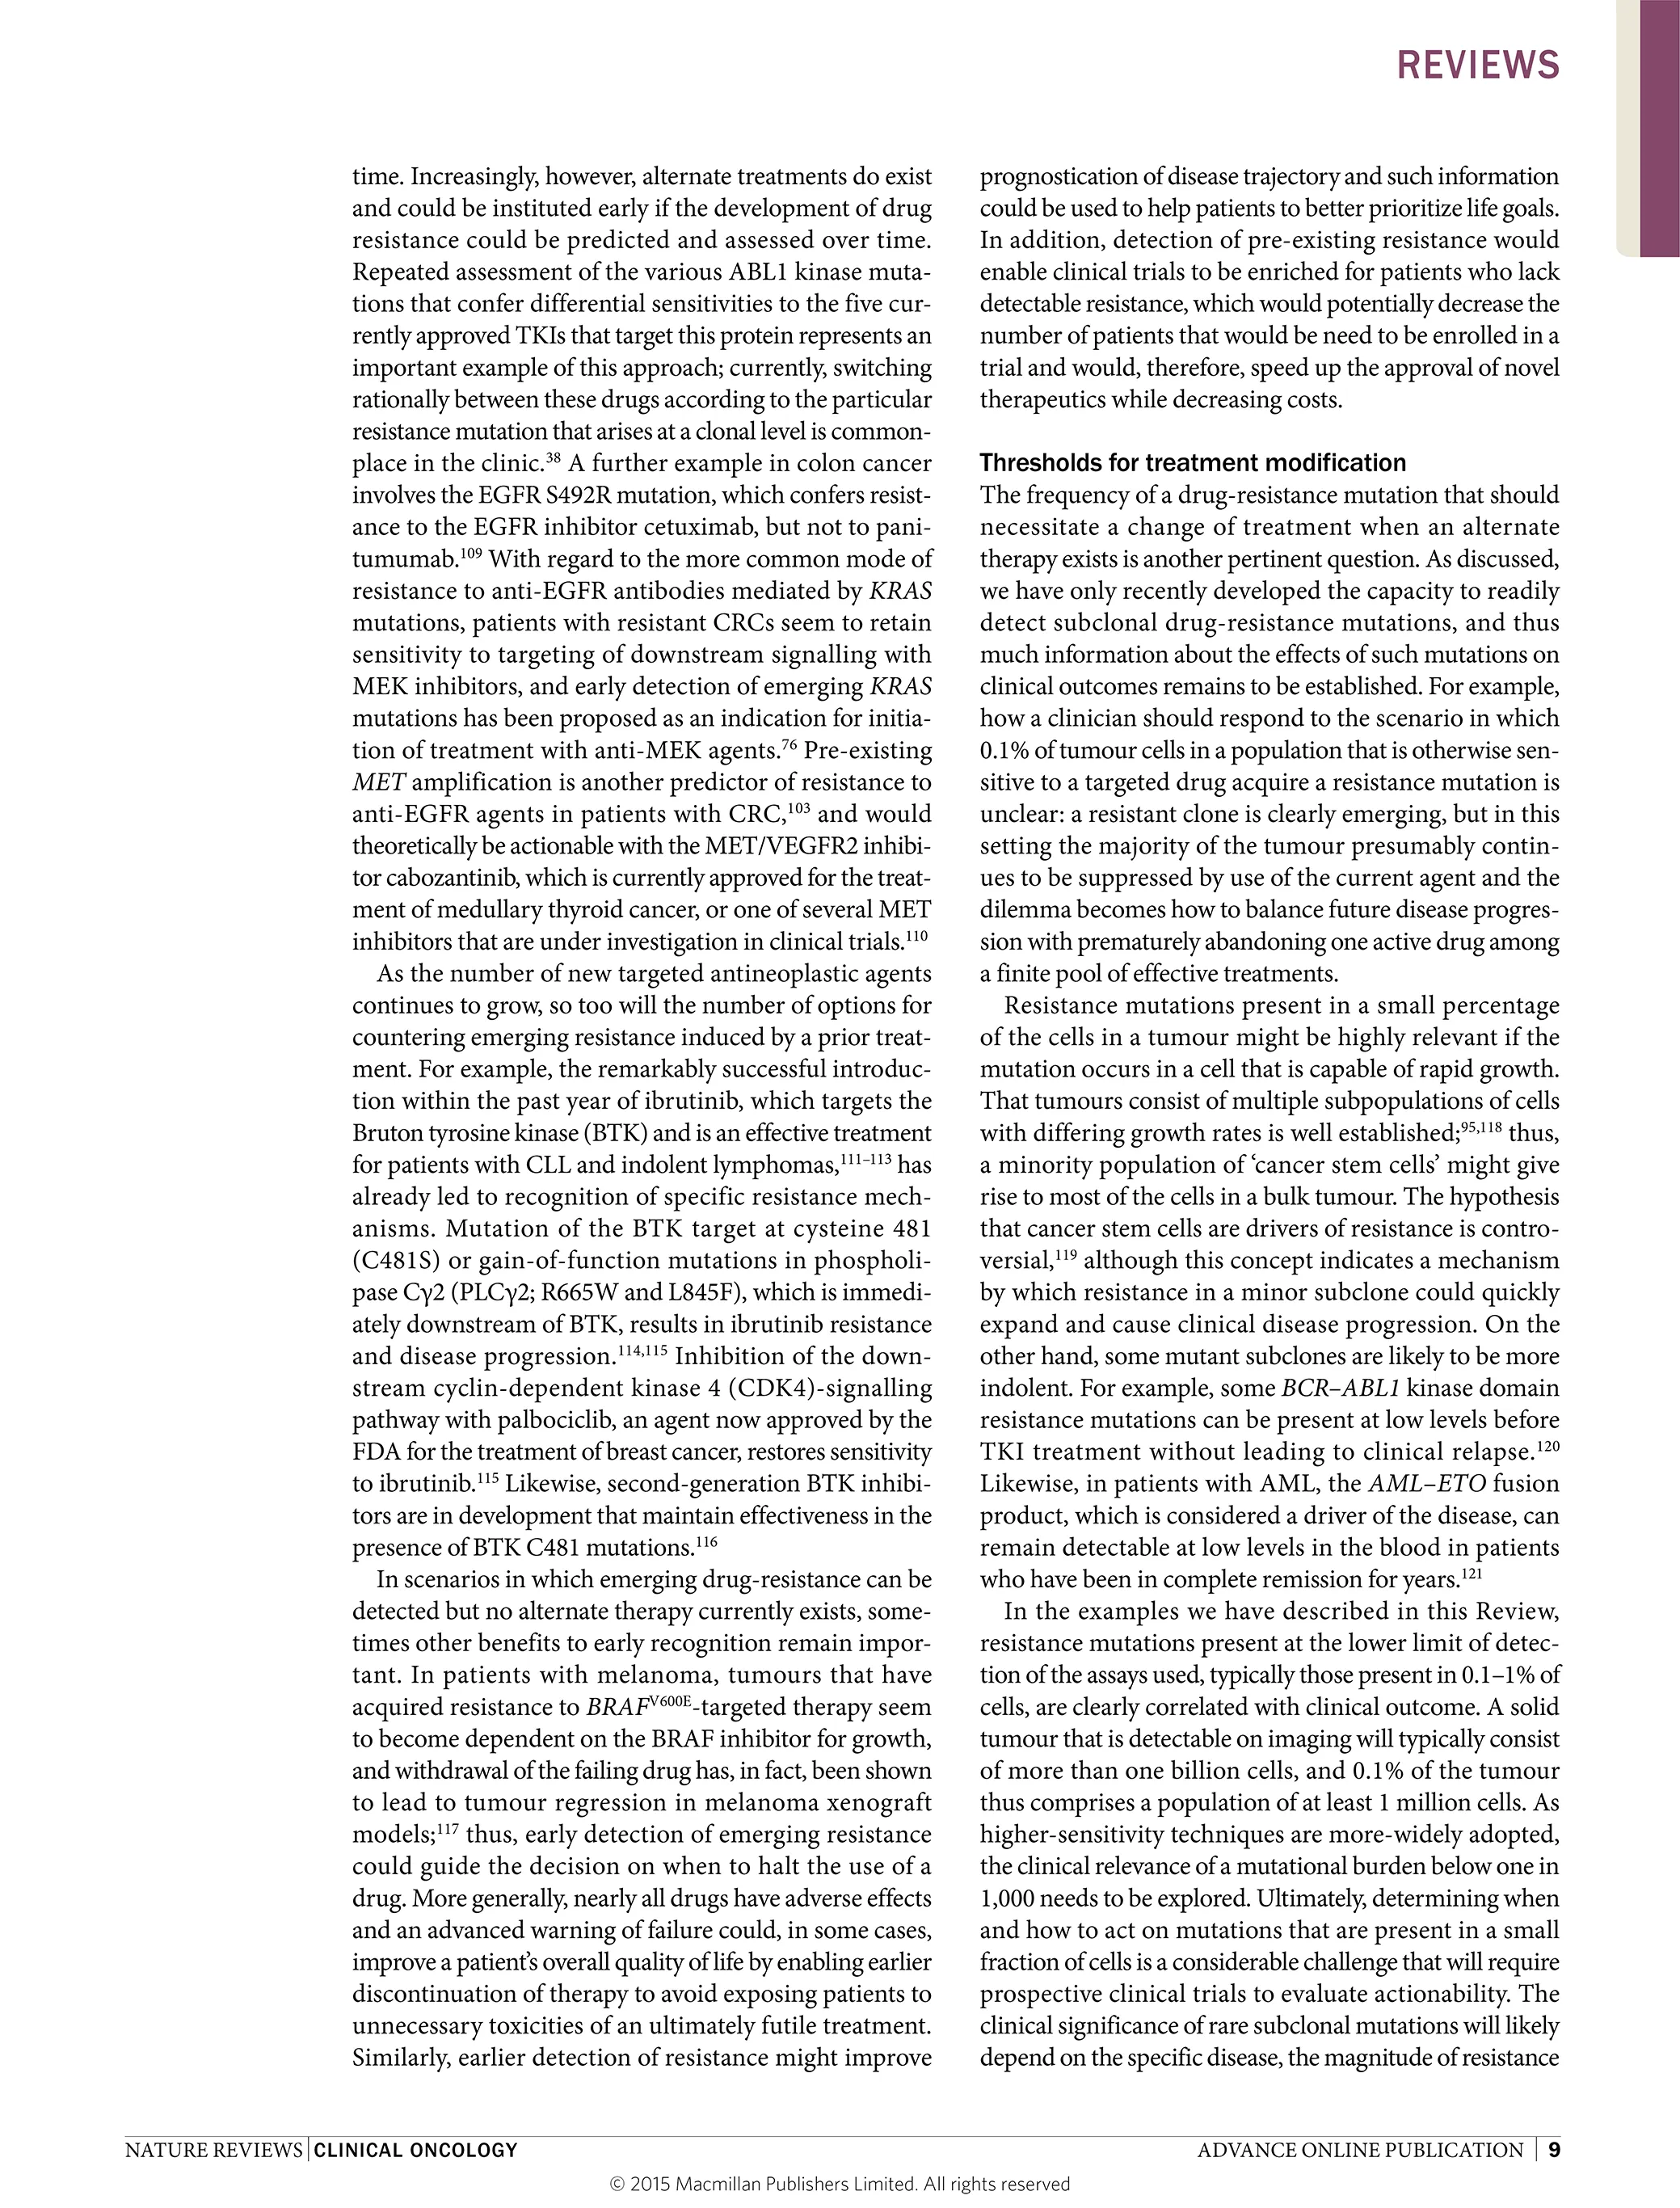 REVIEWS
time. Increasingly, however, alternate treatments do exist
and could be instituted early if the development of drug
resistance could be predicted and assessed over time.
Repeated assessment of the various ABL1 kinase muta-
tions that confer differential sensitivities to the five cur-
rently approved TKIs that target this protein represents an
important example of this approach; currently, switching
rationally between these drugs according to the particular
resistance mutation that arises at a clonal level is common-
place in the clinic.38 A further example in colon cancer
involves the EGFR S492R mutation, which confers resist-
ance to the EGFR inhibitor cetuximab, but not to pani-
tumumab.109 With regard to the more common mode of
resistance to anti-EGFR antibodies mediated by KRAS
mutations, patients with resistant CRCs seem to retain
sensitivity to targeting of downstream signalling with
MEK inhibitors, and early detection of emerging KRAS
mutations has been proposed as an indication for initia-
tion of treatment with anti-MEK agents.76 Pre-existing
MET amplification is another predictor of resistance to
anti-EGFR agents in patients with CRC,103 and would
theoretically be actionable with the MET/VEGFR2 inhibi-
tor cabozantinib, which is currently approved for the treat-
ment of medullary thyroid cancer, or one of several MET
inhibitors that are under investigation in clinical trials.110
As the number of new targeted antineoplastic agents
continues to grow, so too will the number of options for
countering emerging resistance induced by a prior treat-
ment. For example, the remarkably successful introduc-
tion within the past year of ibrutinib, which targets the
Bruton tyrosine kinase (BTK) and is an effective treatment
for patients with CLL and indolent lymphomas,111–113 has
already led to recognition of specific resistance mech-
anisms. Mutation of the BTK target at cysteine 481
(C481S) or gain-of-function mutations in phospholi-
pase Cγ2 (PLCγ2; R665W and L845F), which is immedi-
ately downstream of BTK, results in ibrutinib resistance
and disease progression.114,115 Inhibition of the down-
stream cyclin-dependent kinase 4 (CDK4)-signalling
pathway with palbociclib, an agent now approved by the
FDA for the treatment of breast cancer, restores sensitivity
to ibrutinib.115 Likewise, second-generation BTK inhibi-
tors are in development that maintain effectiveness in the
presence of BTK C481 mutations.116
In scenarios in which emerging drug-resistance can be
detected but no alternate therapy currently exists, some-
times other benefits to early recognition remain impor-
tant. In patients with melanoma, tumours that have
acquired resistance to BRAFV600E-targeted therapy seem
to become dependent on the BRAF inhibitor for growth,
and withdrawal of the failing drug has, in fact, been shown
to lead to tumour regression in melanoma xenograft
models;117 thus, early detection of emerging resistance
could guide the decision on when to halt the use of a
drug. More generally, nearly all drugs have adverse effects
and an advanced warning of failure could, in some cases,
improve a patient's overall quality of life by enabling earlier
discontinuation of therapy to avoid exposing patients to
unnecessary toxicities of an ultimately futile treatment.
Similarly, earlier detection of resistance might improve
prognostication of disease trajectory and such information
could be used to help patients to better prioritize life goals.
In addition, detection of pre-existing resistance would
enable clinical trials to be enriched for patients who lack
detectable resistance, which would potentially decrease the
number of patients that would be need to be enrolled in a
trial and would, therefore, speed up the approval of novel
therapeutics while decreasing costs.
Thresholds for treatment modification
The frequency of a drug-resistance mutation that should
necessitate a change of treatment when an alternate
therapy exists is another pertinent question. As discussed,
we have only recently developed the capacity to readily
detect subclonal drug-resistance mutations, and thus
much information about the effects of such mutations on
clinical outcomes remains to be established. For example,
how a clinician should respond to the scenario in which
0.1% of tumour cells in a population that is otherwise sen-
sitive to a targeted drug acquire a resistance mutation is
unclear: a resistant clone is clearly emerging, but in this
setting the majority of the tumour presumably contin-
ues to be suppressed by use of the current agent and the
dilemma becomes how to balance future disease progres-
sion with prematurely abandoning one active drug among
a finite pool of effective treatments.
Resistance mutations present in a small percentage
of the cells in a tumour might be highly relevant if the
mutation occurs in a cell that is capable of rapid growth.
That tumours consist of multiple subpopulations of cells
with differing growth rates is well established;95,118 thus,
a minority population of ‘cancer stem cells’ might give
rise to most of the cells in a bulk tumour. The hypothesis
that cancer stem cells are drivers of resistance is contro-
versial,119 although this concept indicates a mechanism
by which resistance in a minor subclone could quickly
expand and cause clinical disease progression. On the
other hand, some mutant subclones are likely to be more
indolent. For example, some BCR–ABL1 kinase domain
resistance mutations can be present at low levels before
TKI treatment without leading to clinical relapse.120
Likewise, in patients with AML, the AML–ETO fusion
product, which is considered a driver of the disease, can
remain detectable at low levels in the blood in patients
who have been in complete remission for years.121
In the examples we have described in this Review,
resistance mutations present at the lower limit of detec-
tion of the assays used, typically those present in 0.1–1% of
cells, are clearly correlated with clinical outcome. A solid
tumour that is detectable on imaging will typically consist
of more than one billion cells, and 0.1% of the tumour
thus comprises a population of at least 1 million cells. As
higher-sensitivity techniques are more-widely adopted,
the clinical relevance of a mutational burden below one in
1,000 needs to be explored. Ultimately, determining when
and how to act on mutations that are present in a small
fraction of cells is a considerable challenge that will require
prospective clinical trials to evaluate actionability. The
clinical significance of rare subclonal mutations will likely
depend on the specific disease, the magnitude of resistance
NATURE REVIEWS | CLINICAL ONCOLOGY
ADVANCE ONLINE PUBLICATION | 9
© 2015 Macmillan Publishers Limited. All rights reserved